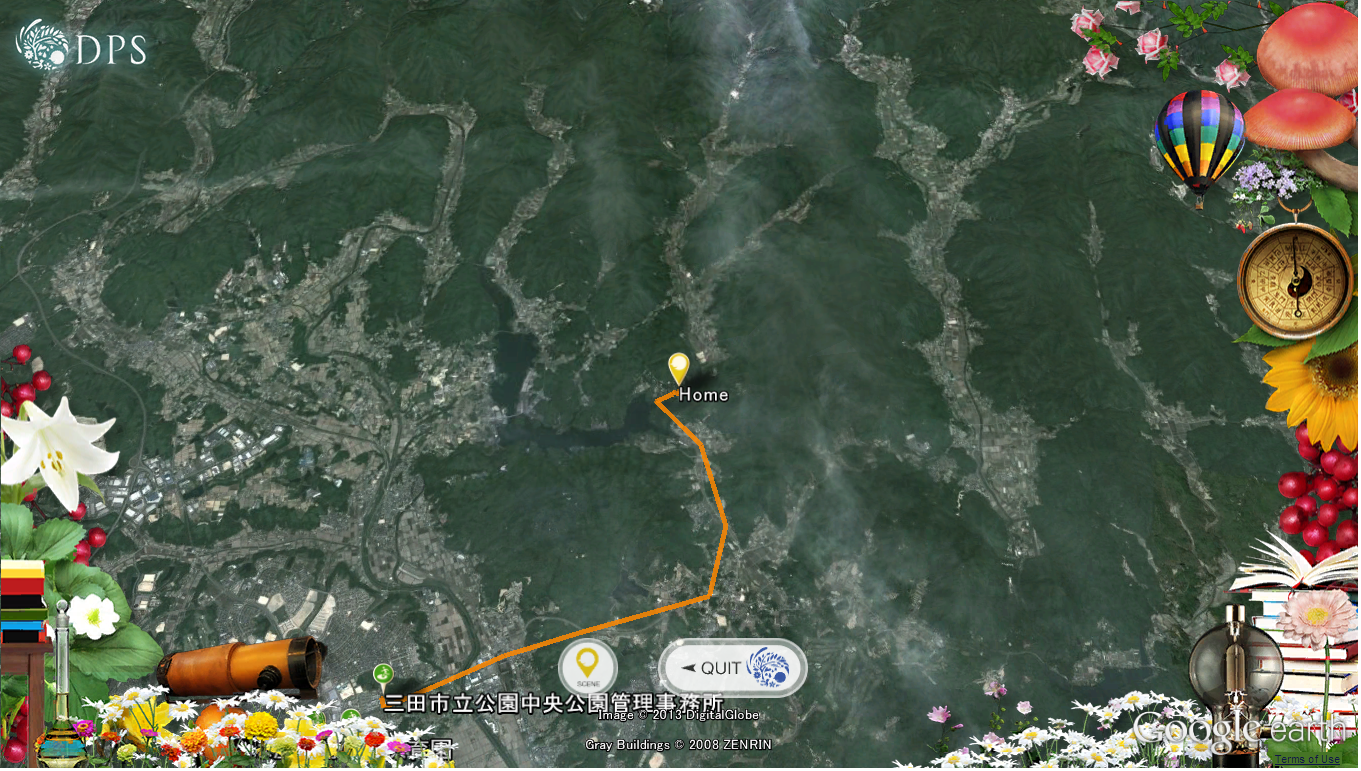 DPS
Home
SCENE
QUIT
三田市立公園中央公園管理事務所
Image © 2013 DigitalGlobe
Gray Buildings © 2008 ZENRIN
Google earth
Terms of Use